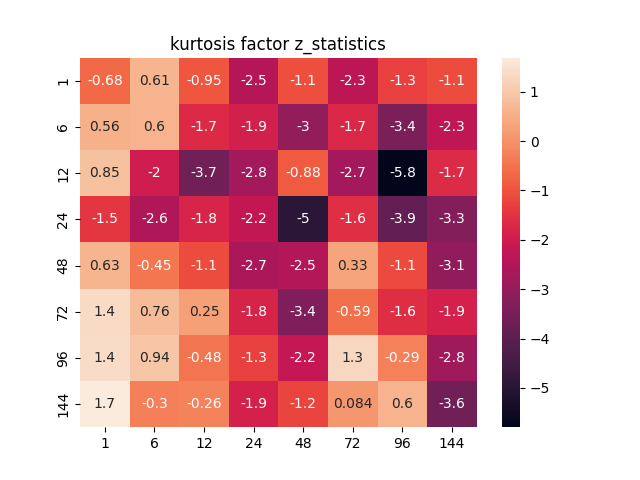 kurtosis factor z_statistics
1 -0.68 0.61 -0.95 -2.5 -1.1 -2.3 -1.3 -1.1
6 0.56 0.6 -1.7 -1.9 -3 -1.7 -3.4 -2.3
12 0.85 -2 -3.7 -2.8 -0.88 -2.7 -5.8 -1.7
24 -1.5 -2.6 -1.8 -2.2 -5 -1.6 -3.9 -3.3
48 0.63 -0.45 -1.1 -2.7 -2.5 0.33 -1.1 -3.1
72 1.4 0.76 0.25 -1.8 -3.4 -0.59 -1.6 -1.9
96 1.4 0.94 -0.48 -1.3 -2.2 1.3 -0.29 -2.8
144 1.7 -0.3 -0.26 -1.9 -1.2 0.084 0.6 -3.6
1 6 12 24 48 72 96 144
1
0
−1
−2
−3
−4
−5